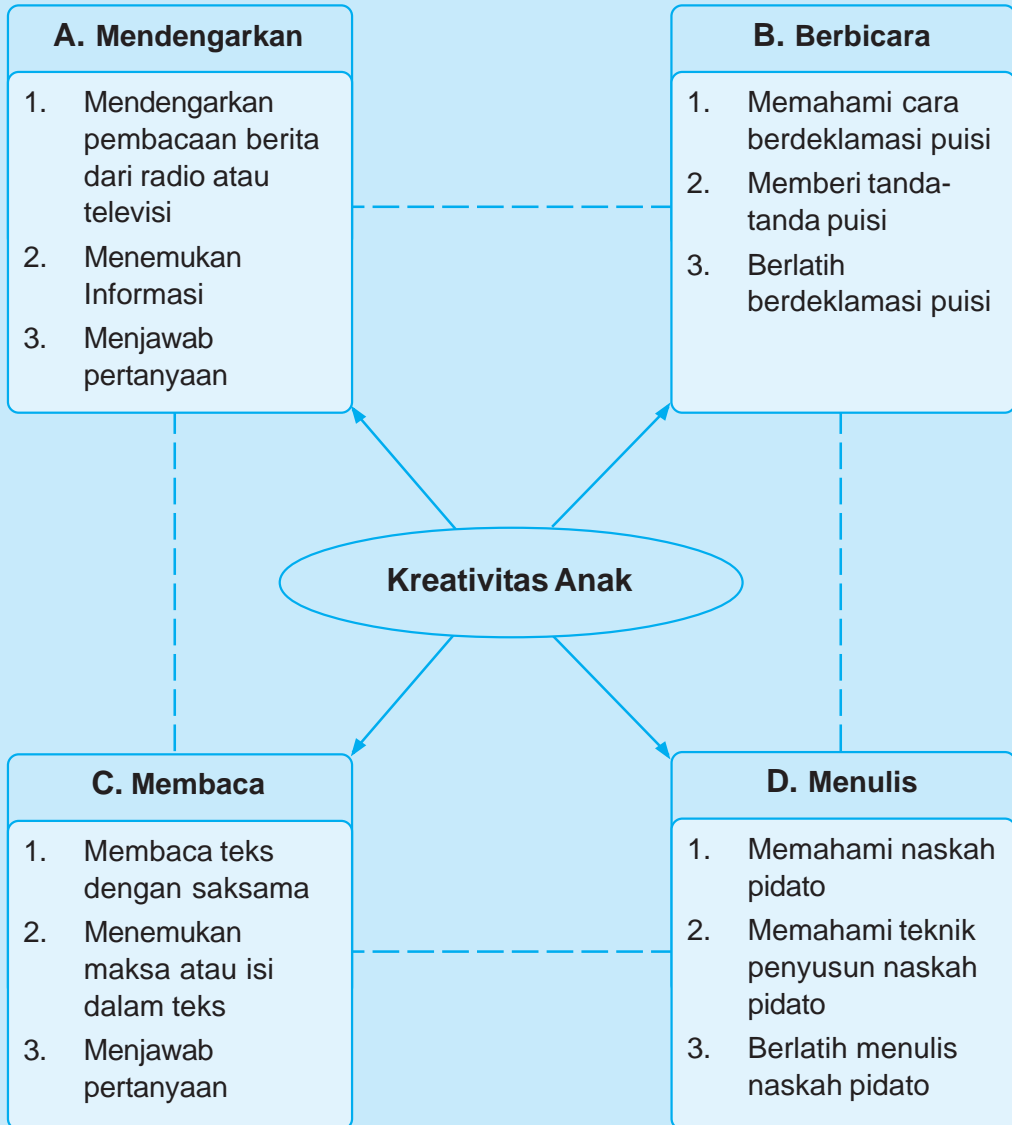 A. Mendengarkan
1. Mendengarkan
pembacaan berita
dari radio atau
televisi
2. Menemukan
Informasi
3. Menjawab
pertanyaan
B. Berbicara
1. Memahami cara
berdeklamasi puisi
2. Memberi tanda-
tanda puisi
3. Berlatih
berdeklamasi puisi
Kreativitas Anak
C. Membaca
1. Membaca teks
dengan saksama
2. Menemukan
maksa atau isi
dalam teks
3. Menjawab
pertanyaan
D. Menulis
1. Memahami naskah
pidato
2. Memahami teknik
penyusun naskah
pidato
3. Berlatih menulis
naskah pidato